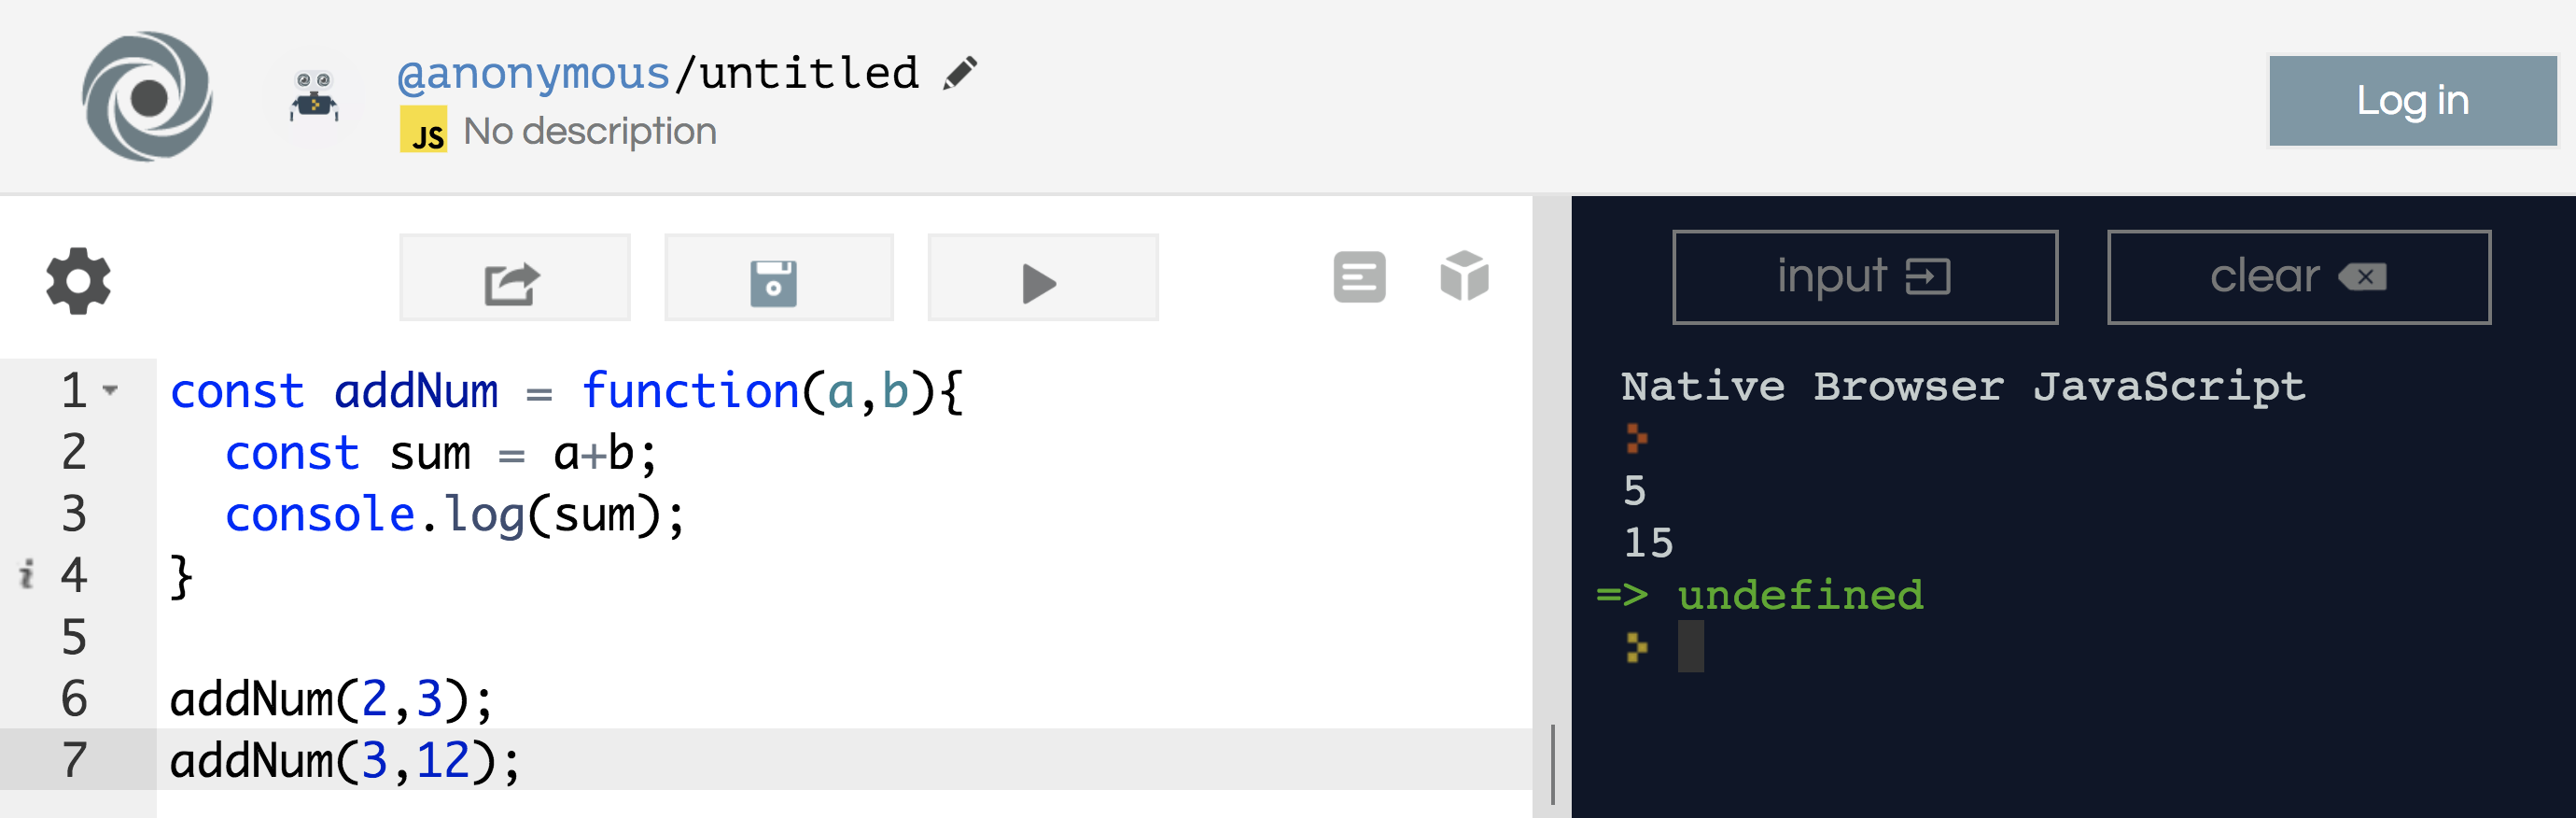 @anonymous/untitled
JS No description
Log in
1 const addNum = function(a,b){
2 const sum = a+b;
3 console.log(sum);
i 4 }
5
6 addNum(2,3);
7 addNum(3,12);
input
clear
Native Browser JavaScript
5
15
=> undefined